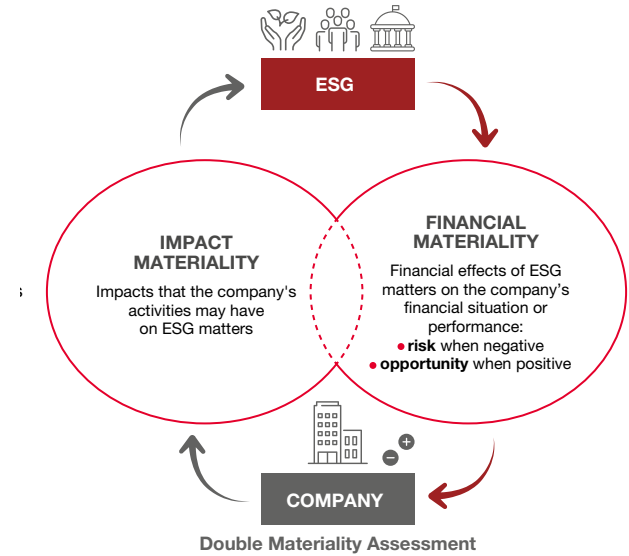 ESG
IMPACT
MATERIALITY
Impacts that the company's
activities may have
on ESG matters
FINANCIAL
MATERIALITY
Financial effects of ESG
matters on the company’s
financial situation or
performance:
• risk when negative
• opportunity when positive
COMPANY
Double Materiality Assessment